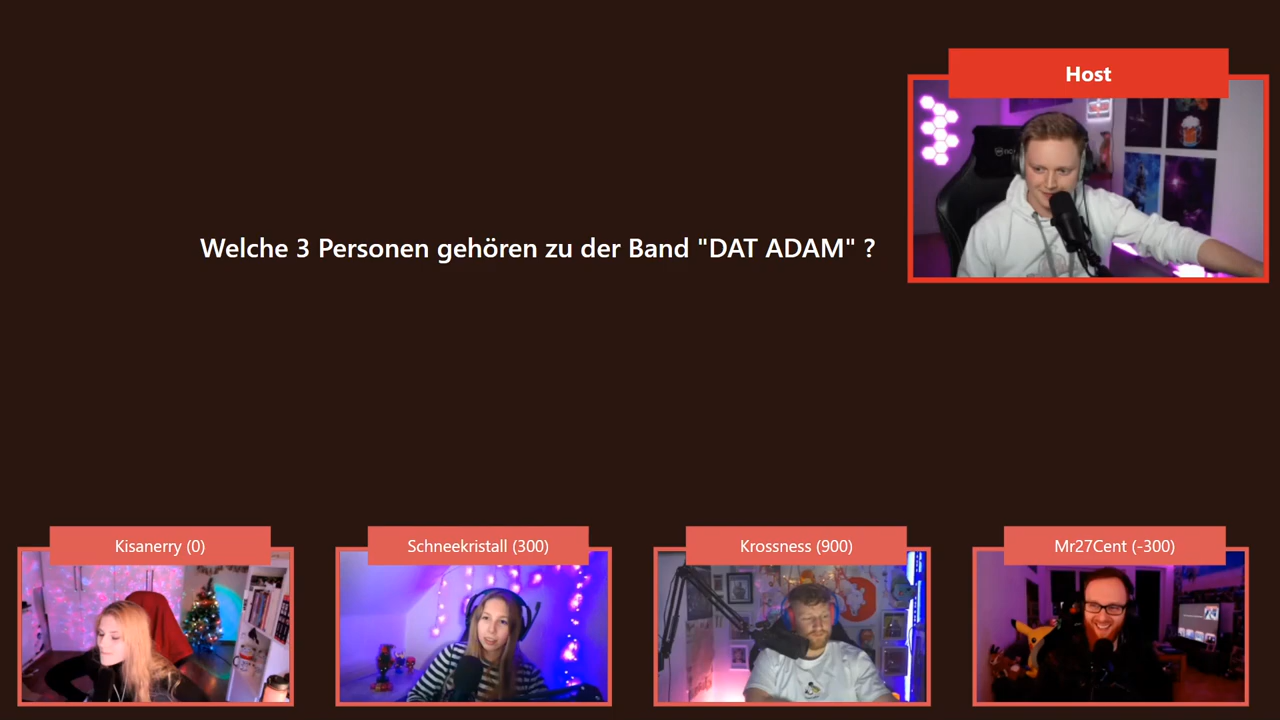 Host
Welche 3 Personen gehören zu der Band "DAT ADAM" ?
Kisanerry (0)
Schneekristall (300)
Krossness (900)
Mr27Cent (-300)